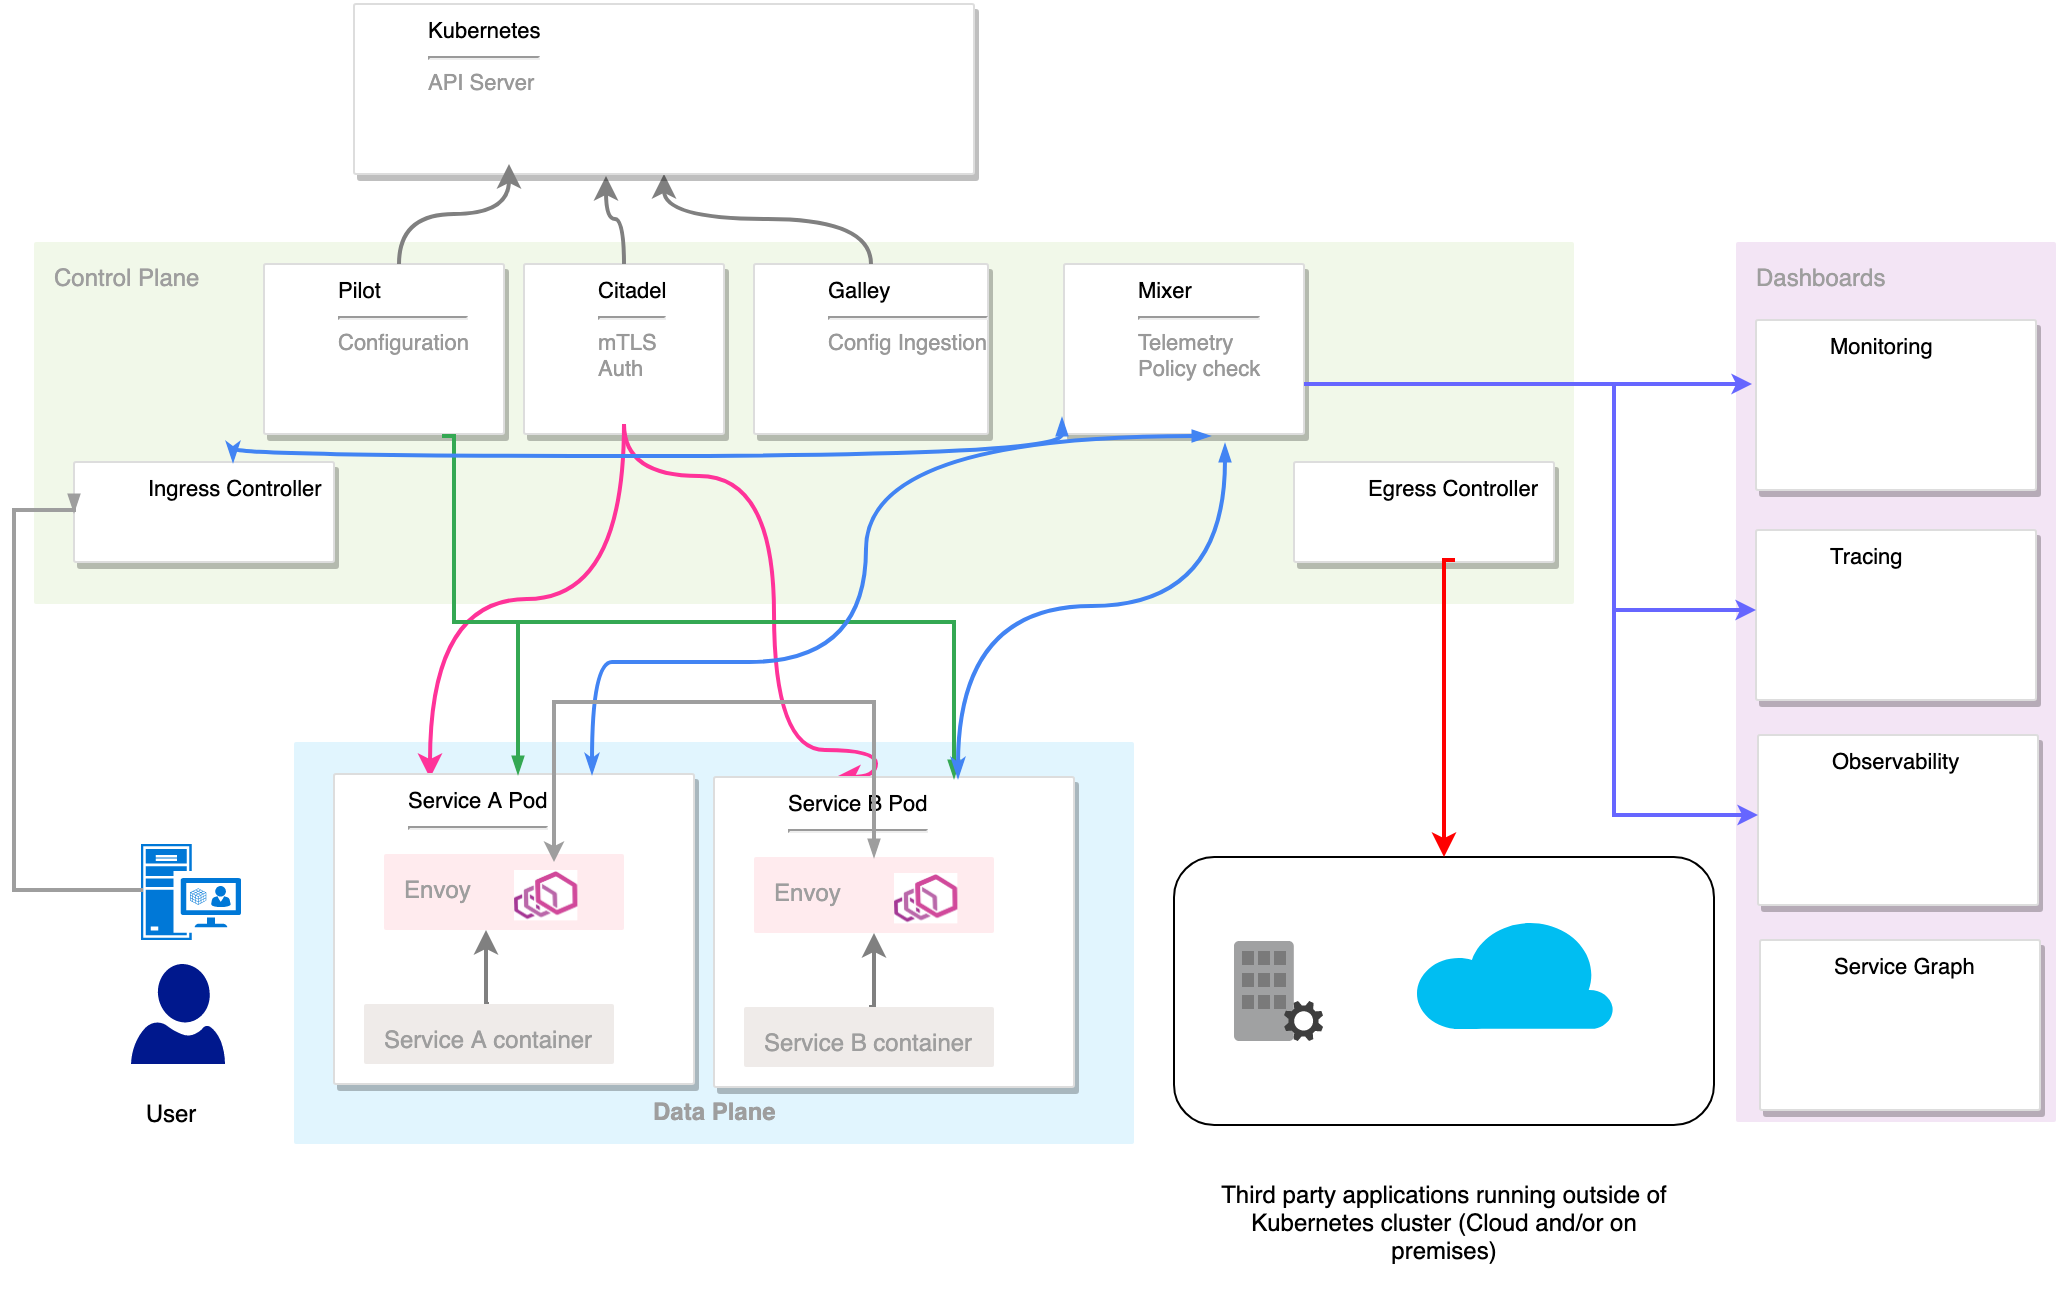 Kubernetes
API Server
Control Plane
Pilot
Configuration
Citadel
mTLS
Auth
Galley
Config Ingestion
Mixer
Telemetry
Policy check
Ingress Controller
Egress Controller
Dashboards
Monitoring
Tracing
Observability
Service Graph
Service A Pod
Envoy
Service A container
Service B Pod
Envoy
Service B container
Data Plane
User
Third party applications running outside of
Kubernetes cluster (Cloud and/or on
premises)